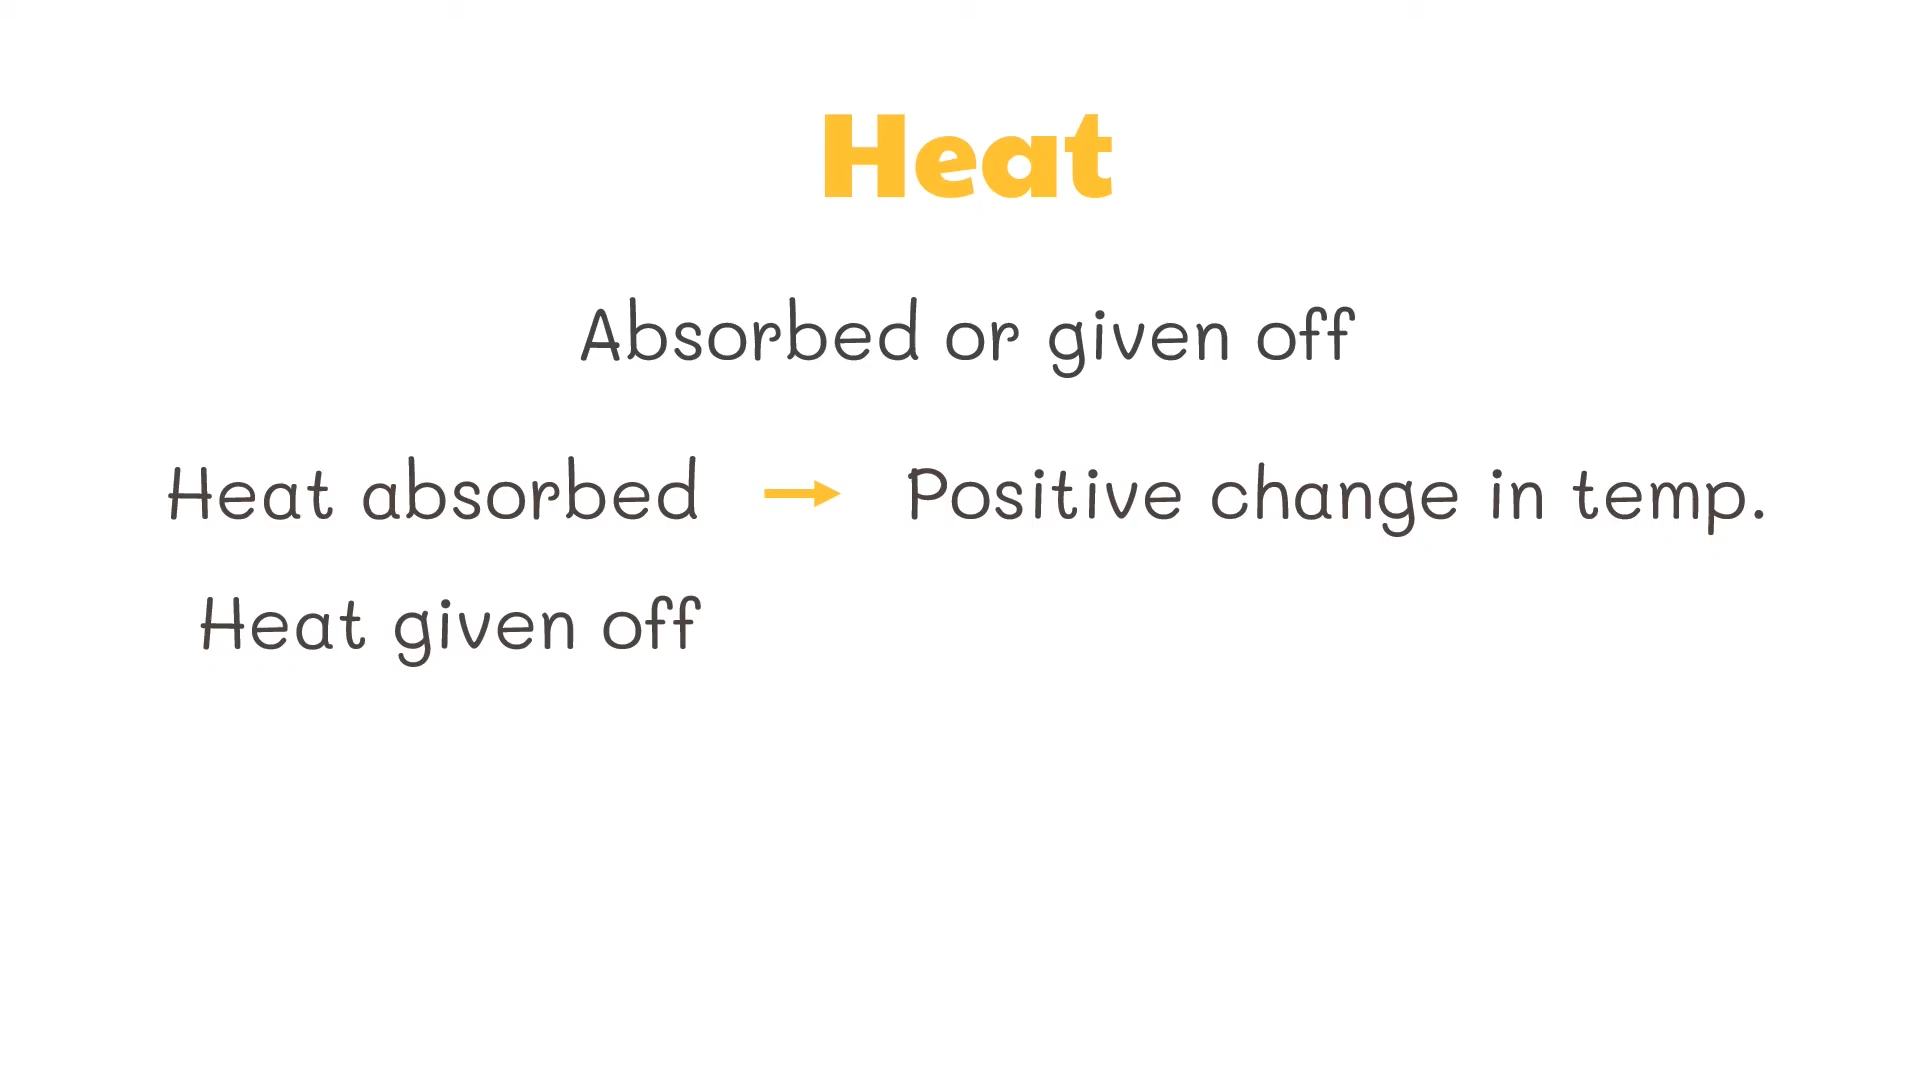 Heat
Absorbed or given off
Heat absorbed → Positive change in temp.
Heat given off